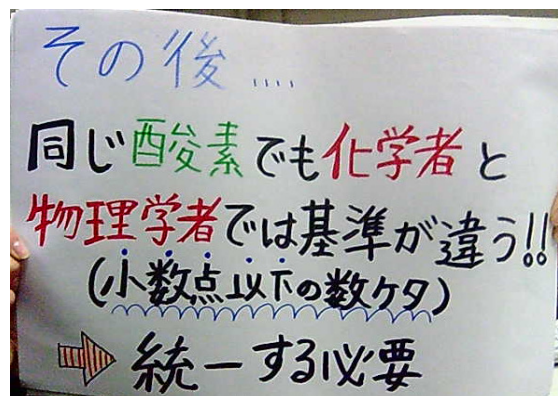 その後....
同じ酸素でも化学者と
物理学者では基準が違う!!
(小数点以下の数ケタ)
⇨統一する必要